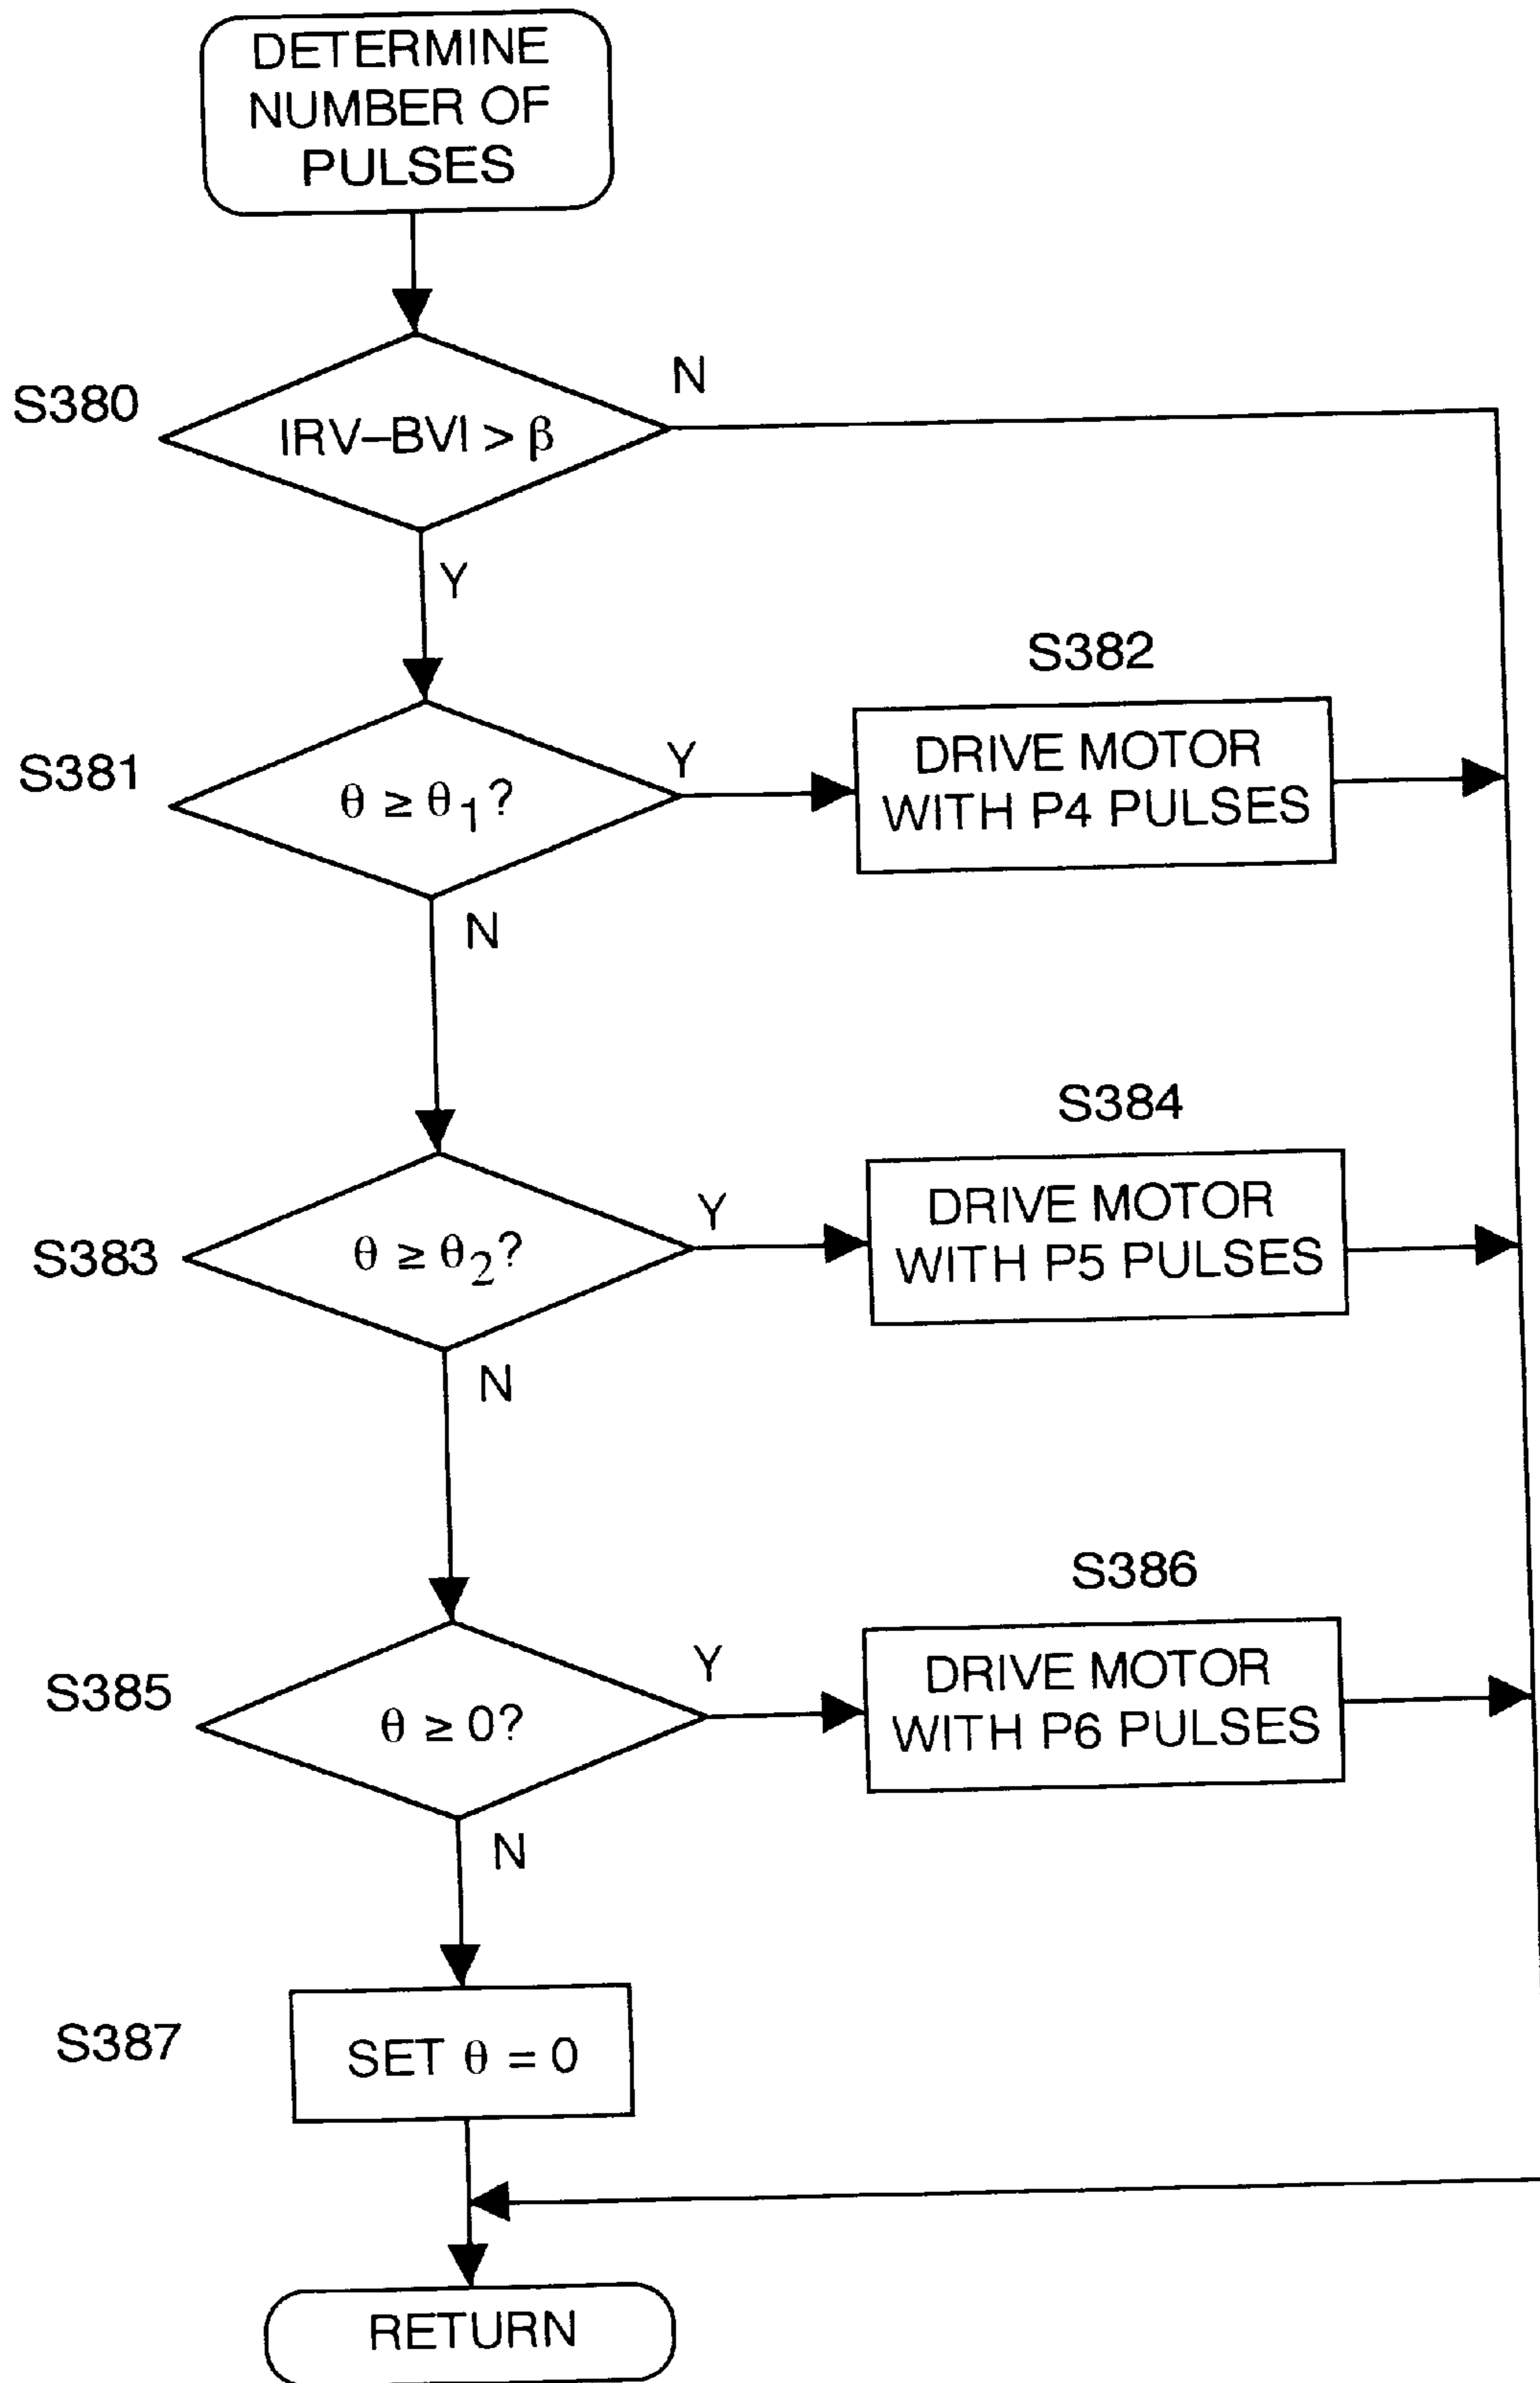 DETERMINE
NUMBER OF
PULSES
S380
IRV–BVI > β
N
Y
S381
θ ≥ θ1?
Y
S382
DRIVE MOTOR
WITH P4 PULSES
N
S383
θ ≥ θ2?
Y
S384
DRIVE MOTOR
WITH P5 PULSES
N
S385
θ ≥ 0?
Y
S386
DRIVE MOTOR
WITH P6 PULSES
N
S387
SET θ = 0
RETURN